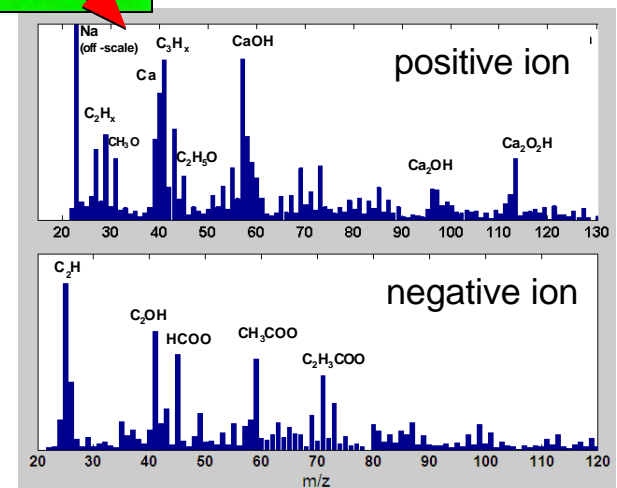 Na
(off -scale)
C3Hx
CaOH
positive ion
Ca
C2Hx
CH3O
C2H5O
Ca2OH
Ca2O2H
20 30 40 50 60 70 80 90 100 110 120 130
C2H
negative ion
C2OH
HCOO
CH3COO
C2H3COO
20 30 40 50 60 70 80 90 100 110 120
m/z